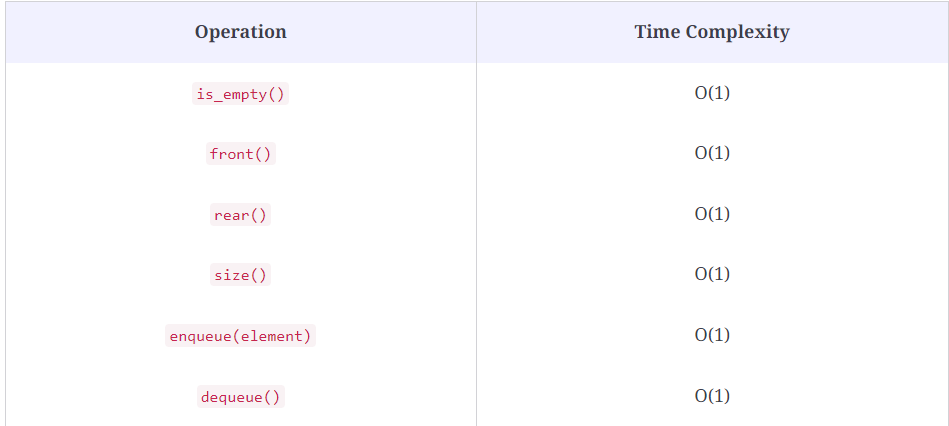 Operation Time Complexity
is_empty() O(1)
front() O(1)
rear() O(1)
size() O(1)
enqueue(element) O(1)
dequeue() O(1)